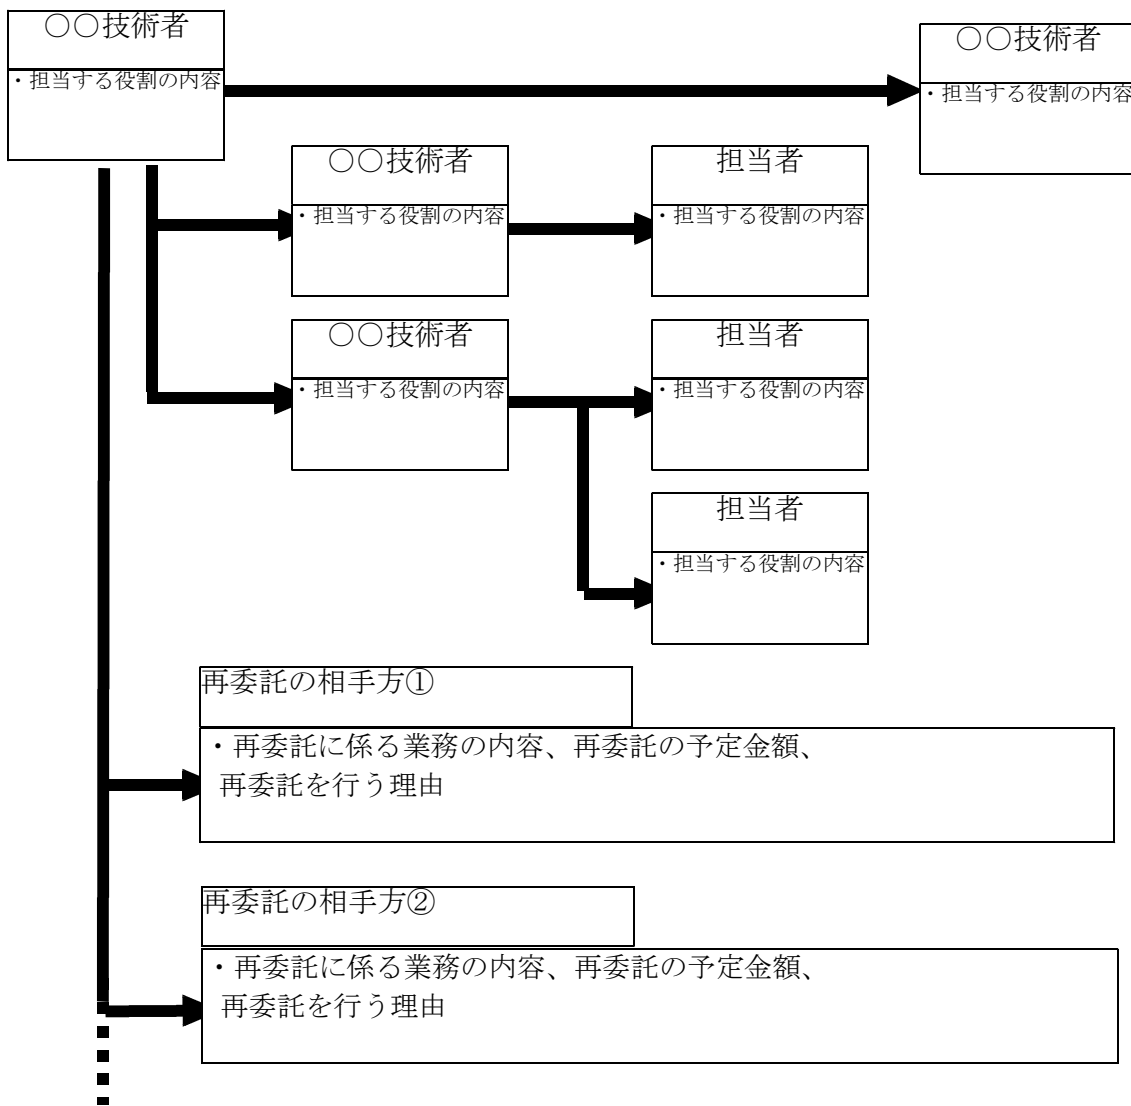 〇〇技術者
・担当する役割の内容
〇〇技術者
・担当する役割の内容
〇〇技術者
・担当する役割の内容
担当者
・担当する役割の内容
〇〇技術者
・担当する役割の内容
担当者
・担当する役割の内容
担当者
・担当する役割の内容
再委託の相手方①
・再委託に係る業務の内容、再委託の予定金額、
再委託を行う理由
再委託の相手方②
・再委託に係る業務の内容、再委託の予定金額、
再委託を行う理由